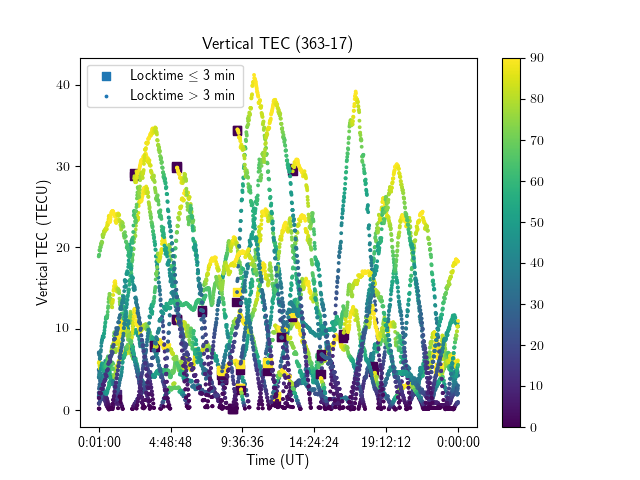 Vertical TEC (363-17)
Locktime ≤ 3 min
Locktime > 3 min
Vertical TEC (TECU)
40
30
20
10
0
0:01:00 4:48:48 9:36:36 14:24:24 19:12:12 0:00:00
Time (UT)
90
80
70
60
50
40
30
20
10
0